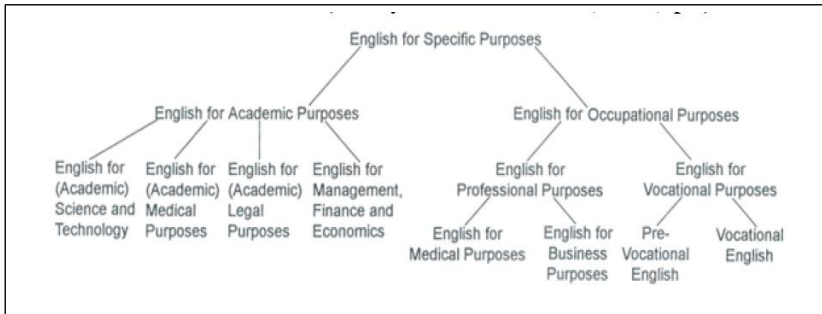 English for Specific Purposes
English for Academic Purposes
English for Occupational Purposes
English for
(Academic)
Science and
Technology
English for
(Academic)
Medical
Purposes
English for
(Academic)
Legal
Purposes
English for
Management,
Finance and
Economics
English for
Professional Purposes
English for
Vocational Purposes
English for
Medical Purposes
English for
Business
Purposes
Pre-
Vocational
English
Vocational
English